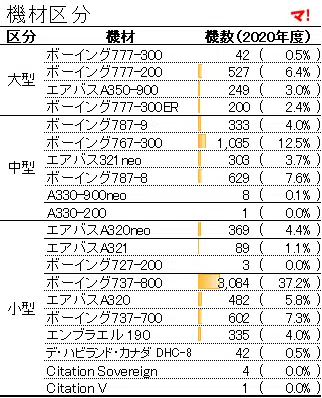 機材区分
マ!
区分 機材 機数(2020年度)
大型
ボーイング777-300 42 ( 0.5%)
ボーイング777-200 527 ( 6.4%)
エアバスA350-900 249 ( 3.0%)
ボーイング777-300ER 200 ( 2.4%)
中型
ボーイング787-9 333 ( 4.0%)
ボーイング767-300 1,035 ( 12.5%)
エアバス321neo 303 ( 3.7%)
ボーイング787-8 629 ( 7.6%)
A330-900neo 8 ( 0.1%)
A330-200 1 ( 0.0%)
小型
エアバスA320neo 369 ( 4.4%)
エアバスA321 89 ( 1.1%)
ボーイング727-200 3 ( 0.0%)
ボーイング737-800 3,084 ( 37.2%)
エアバスA320 482 ( 5.8%)
ボーイング737-700 602 ( 7.3%)
エンブラエル190 335 ( 4.0%)
デ・ハビランド・カナダ DHC-8 42 ( 0.5%)
Citation Sovereign 4 ( 0.0%)
Citation V 1 ( 0.0%)